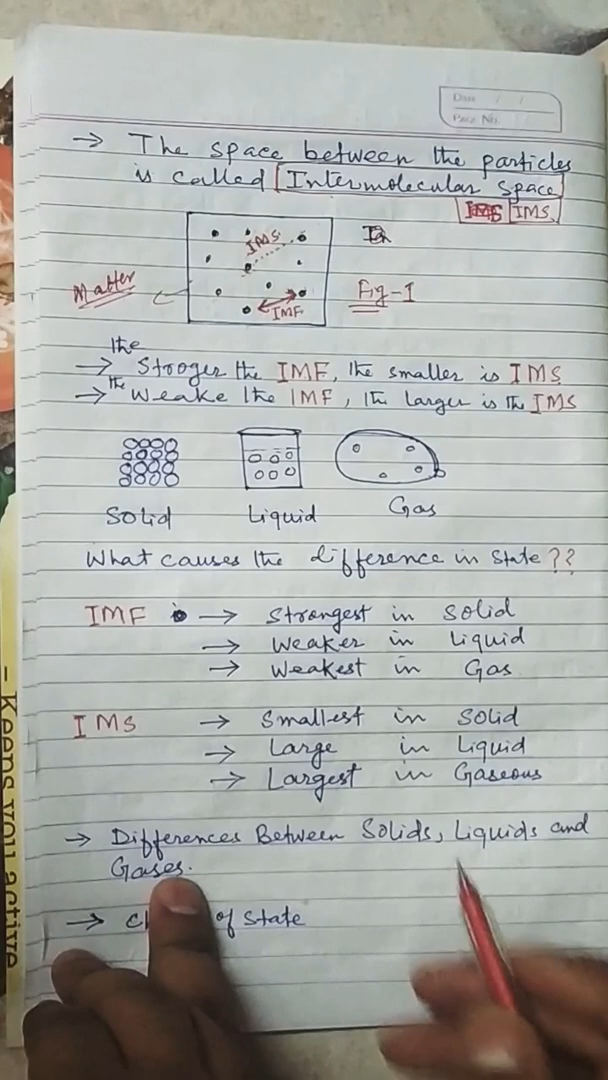 Date / /
Page No.
→ The space between the particles
is called Intermolecular Space
IMS IMS
IMS
Matter
Fig-I
IMF
the
→ Strooger the IMF, the smaller is IMS
→ the Weake the IMF, the larger is the IMS
Solid Liquid Gas
What causes the difference in state??
IMF → Strongest in Solid
→ Weaker in Liquid
→ Weakest in Gas
IMS → Smallest in Solid
→ Large in Liquid
→ Largest in Gaseous
→ Differences Between Solids, Liquids and
Gases.
→ of State
– Keeps you active